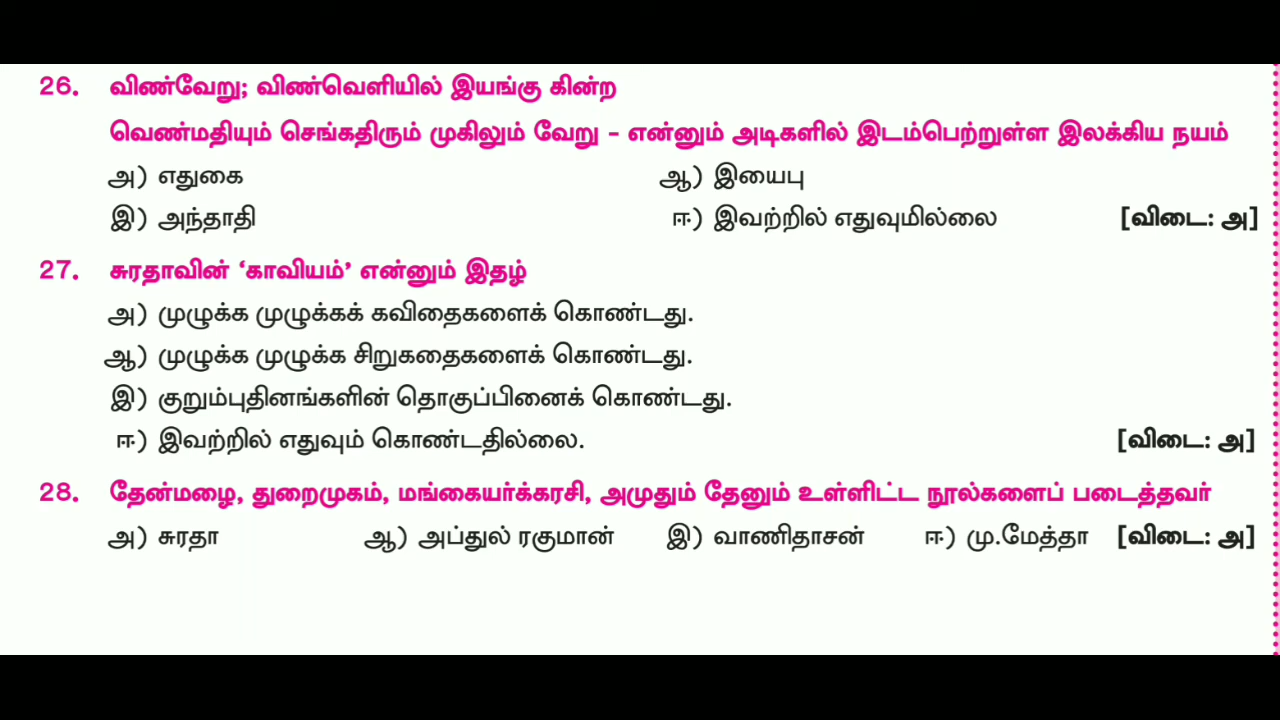 26. விண்வேறு; விண்வெளியில் இயங்கு கின்ற
வெண்மதியும் செங்கதிரும் முகிலும் வேறு - என்னும் அடிகளில் இடம்பெற்றுள்ள இலக்கிய நயம்
அ) எதுகை ஆ) இயைபு
இ) அந்தாதி ஈ) இவற்றில் எதுவுமில்லை [விடை: அ]
27. சுரதாவின் ‘காவியம்’ என்னும் இதழ்
அ) முழுக்க முழுக்கக் கவிதைகளைக் கொண்டது.
ஆ) முழுக்க முழுக்க சிறுகதைகளைக் கொண்டது.
இ) குறும்புதினங்களின் தொகுப்பினைக் கொண்டது.
ஈ) இவற்றில் எதுவும் கொண்டதில்லை. [விடை: அ]
28. தேன்மழை, துறைமுகம், மங்கையர்க்கரசி, அமுதும் தேனும் உள்ளிட்ட நூல்களைப் படைத்தவர்
அ) சுரதா ஆ) அப்துல் ரகுமான் இ) வாணிதாசன் ஈ) மு.மேத்தா [விடை: அ]